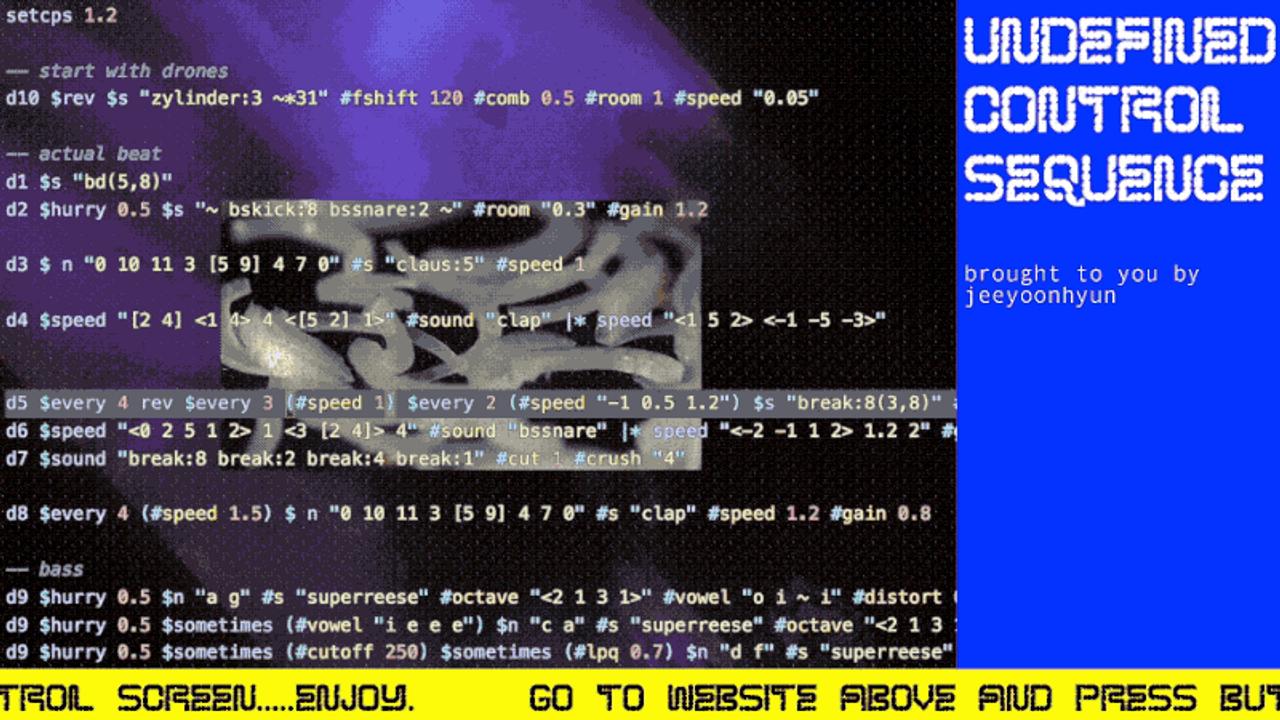 setcps 1.2
—— start with drones
d10 $rev $s "zylinder:3 ~*31" #fshift 120 #comb 0.5 #room 1 #speed "0.05"
—— actual beat
d1 $s "bd(5,8)"
d2 $hurry 0.5 $s "~ bskick:8 bssnare:2 ~" #room "0.3" #gain 1.2
d3 $ n "0 10 11 3 [5 9] 4 7 0" #s "claus:5" #speed 1
d4 $speed "[2 4] <1 4> 4 <[5 2] 1>" #sound "clap" |* speed "<1 5 2> <-1 -5 -3>"
d5 $every 4 rev $every 3 (#speed 1) $every 2 (#speed "-1 0.5 1.2") $s "break:8(3,8)" #
d6 $speed "<0 2 5 1 2> 1 <3 [2 4]> 4" #sound "bssnare" |* speed "<-2 -1 1 2> 1.2 2" #
d7 $sound "break:8 break:2 break:4 break:1" #cut 1 #crush "4"
d8 $every 4 (#speed 1.5) $ n "0 10 11 3 [5 9] 4 7 0" #s "clap" #speed 1.2 #gain 0.8
—— bass
d9 $hurry 0.5 $n "a g" #s "superreese" #octave "<2 1 3 1>" #vowel "o i ~ i" #distort
d9 $hurry 0.5 $sometimes (#vowel "i e e e") $n "c a" #s "superreese" #octave "<2 1 3
d9 $hurry 0.5 $sometimes (#cutoff 250) $sometimes (#lpq 0.7) $n "d f" #s "superreese"
UNDEFINED
CONTROL
SEQUENCE
brought to you by
jeeyoonhyun
TROL SCREEN.....ENJOY. GO TO WEBSITE ABOVE AND PRESS BUT